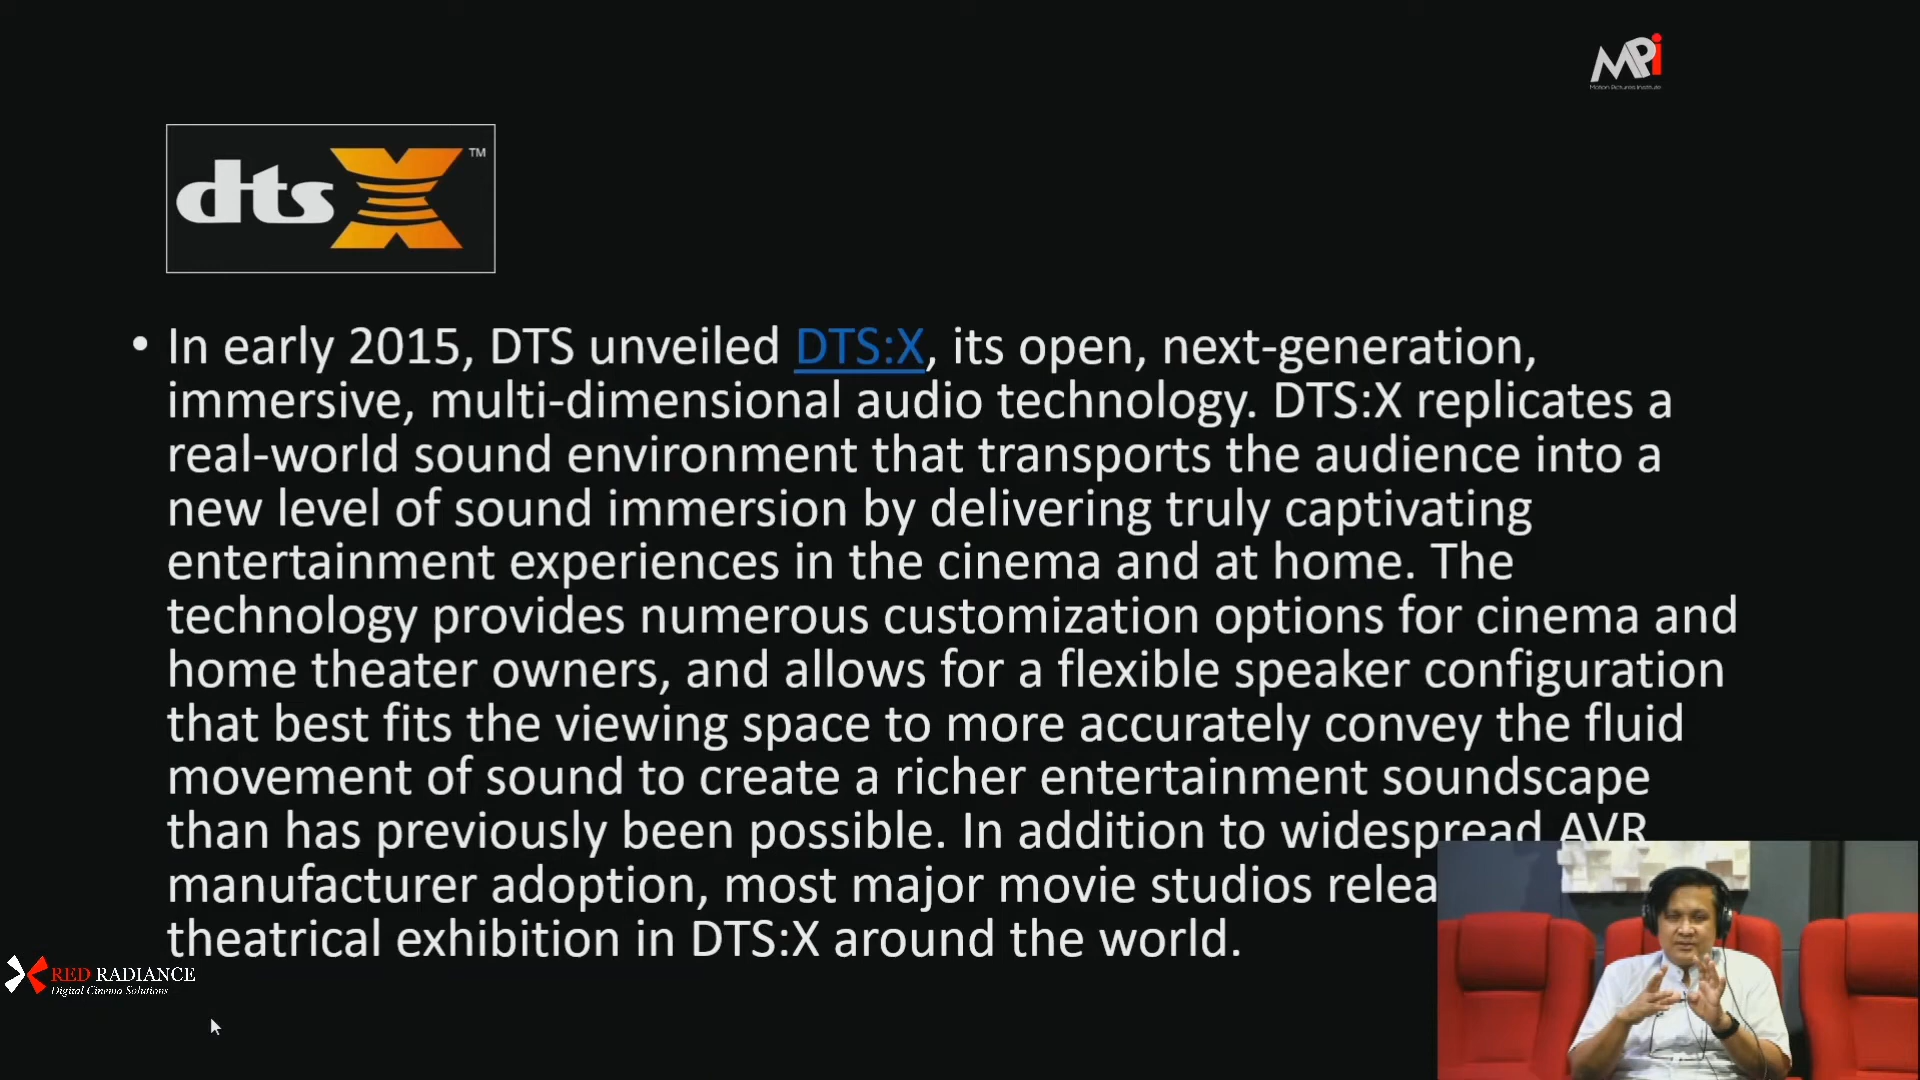 MPi
Motion Pictures Institute
dts X ™
• In early 2015, DTS unveiled DTS:X, its open, next-generation,
immersive, multi-dimensional audio technology. DTS:X replicates a
real-world sound environment that transports the audience into a
new level of sound immersion by delivering truly captivating
entertainment experiences in the cinema and at home. The
technology provides numerous customization options for cinema and
home theater owners, and allows for a flexible speaker configuration
that best fits the viewing space to more accurately convey the fluid
movement of sound to create a richer entertainment soundscape
than has previously been possible. In addition to widespread AVR
manufacturer adoption, most major movie studios relea
theatrical exhibition in DTS:X around the world.
RED RADIANCE
Digital Cinema Solutions